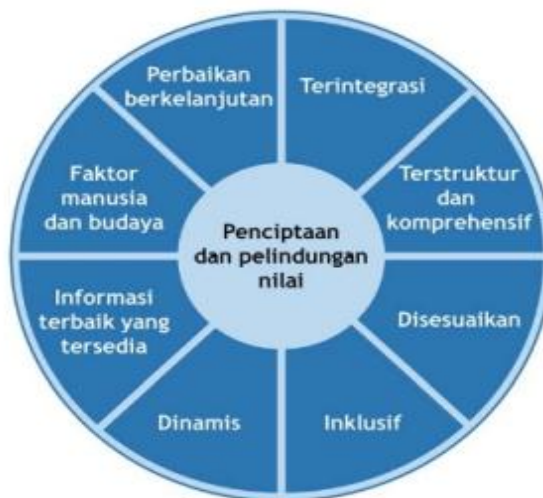 Perbaikan
berkelanjutan
Terintegrasi
Terstruktur
dan
komprehensif
Disesuaikan
Inklusif
Dinamis
Informasi
terbaik yang
tersedia
Faktor
manusia
dan budaya
Penciptaan
dan pelindungan
nilai